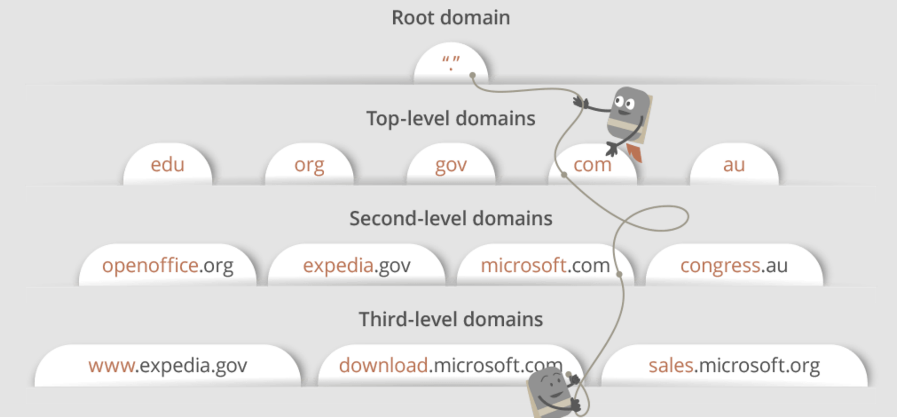 Root domain
“.”
Top-level domains
edu org gov com au
Second-level domains
openoffice.org expedia.gov microsoft.com congress.au
Third-level domains
www.expedia.gov download.microsoft.com sales.microsoft.org